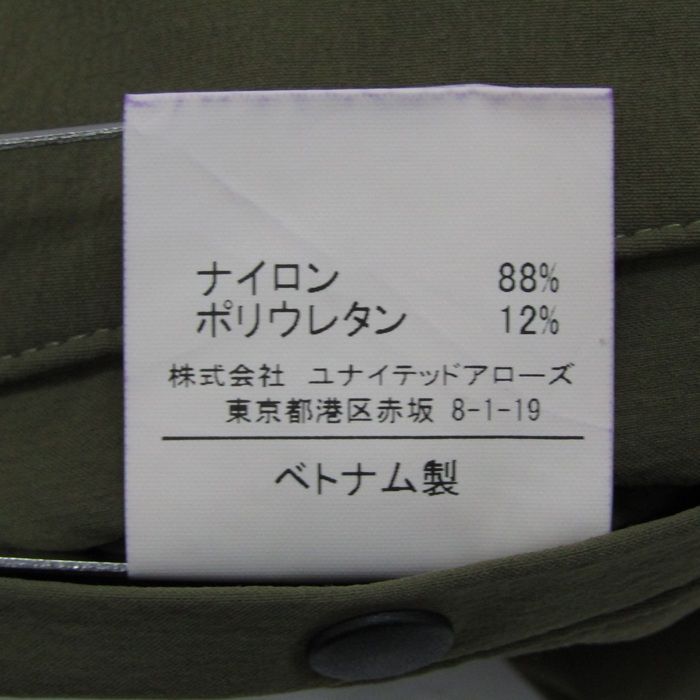 ナイロン 88%
ポリウレタン 12%
株式会社 ユナイテッドアローズ
東京都港区赤坂 8-1-19
ベトナム製